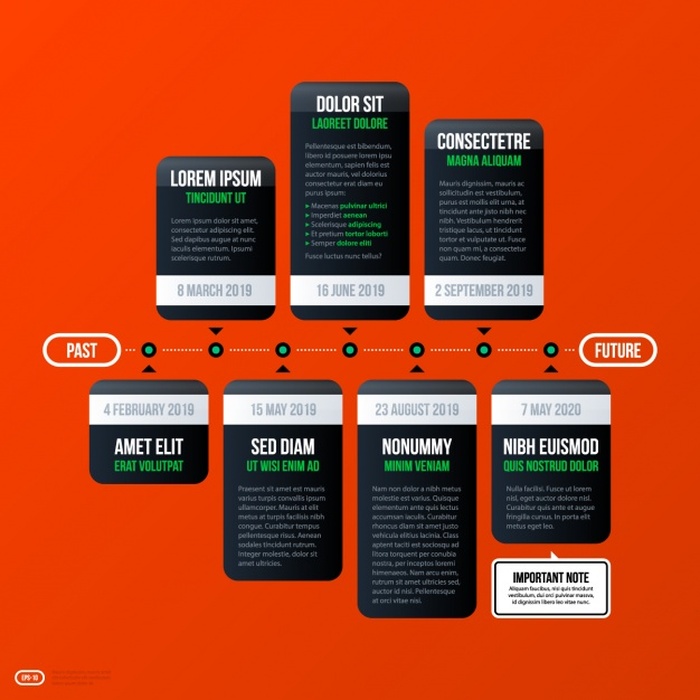 DOLOR SIT
LAOREET DOLORE
Pellentesque est bibendum,
libero id posuere lorem ipsu
elementum, sapien felis est
auctor mauris, vel dolorius
consectetur erat diam eu
purus ipsum:
▸ Macenas pulvinar ultrici
▸ Imperdiet aenean
▸ Scelerisque adipiscing
▸ Et pretium tortor loborti
▸ Semper dolore eliti
Fusce luctus nunc tellus?
16 JUNE 2019
CONSECTETRE
MAGNA ALIQUAM
Mauris dignissim, mauris ac
sollicitudin est vestibulum,
purus est mollis elit urna, at
tincidunt ante justo nibh nec
nibh. Vestibulum hendrerit
tristique lacus, in tincidunt
tortor et vulputate ut. Fusce
non quam mi, a consectetur
quam. Donec feugiat.
2 SEPTEMBER 2019
LOREM IPSUM
TINCIDUNT UT
Lorem ipsum dolor sit amet,
consectetur adipiscing elit.
Sed dapibus augue at nunc
iaculis elementum. Ipsumi
scelerisque rutrum.
8 MARCH 2019
PAST
FUTURE
4 FEBRUARY 2019
AMET ELIT
ERAT VOLUTPAT
15 MAY 2019
SED DIAM
UT WISI ENIM AD
Praesent sit amet est mauris
varius turpis convallis ipsum
ullamcorper. Mauris at elit
metus at turpis facilisis nibh
congue. Curabitur tempus
pellentesque risus. Aenean
sodales tincidunt rutrum.
Integer molestie, dolor
amet ultricies.
23 AUGUST 2019
NONUMMY
MINIM VENIAM
Nam non dolor a nibh metus
molestie est varius. Quisque
elementum ante quis lectus
accumsan tristis. Curabitur
rhoncus diam sit amet justo
vehicula eleifend lacinia. Class
aptent taciti est sociosqu ad
litora torquent per conubia
nostra, per inceptos loremi
himenaeos. Nam enim arcu,
rutrum sit amet ultricies id,
blandit quis lacus. Pellentesque
at orci vitae nisi.
7 MAY 2020
NIBH EUISMOD
QUIS NOSTRUD DOLOR
Nulla facilisi. Fusce non orci
nisl, eget auctor dolore nisl.
Curabitur quis ante et augue
fringilla cursus. In porta elit
metus eget leo.
IMPORTANT NOTE
Aliquam faucibus, nisi quis tincidunt
vestibulum, dui orci pulvinar massa,
id dignissim libero leo vitae nunc.
EPS-10